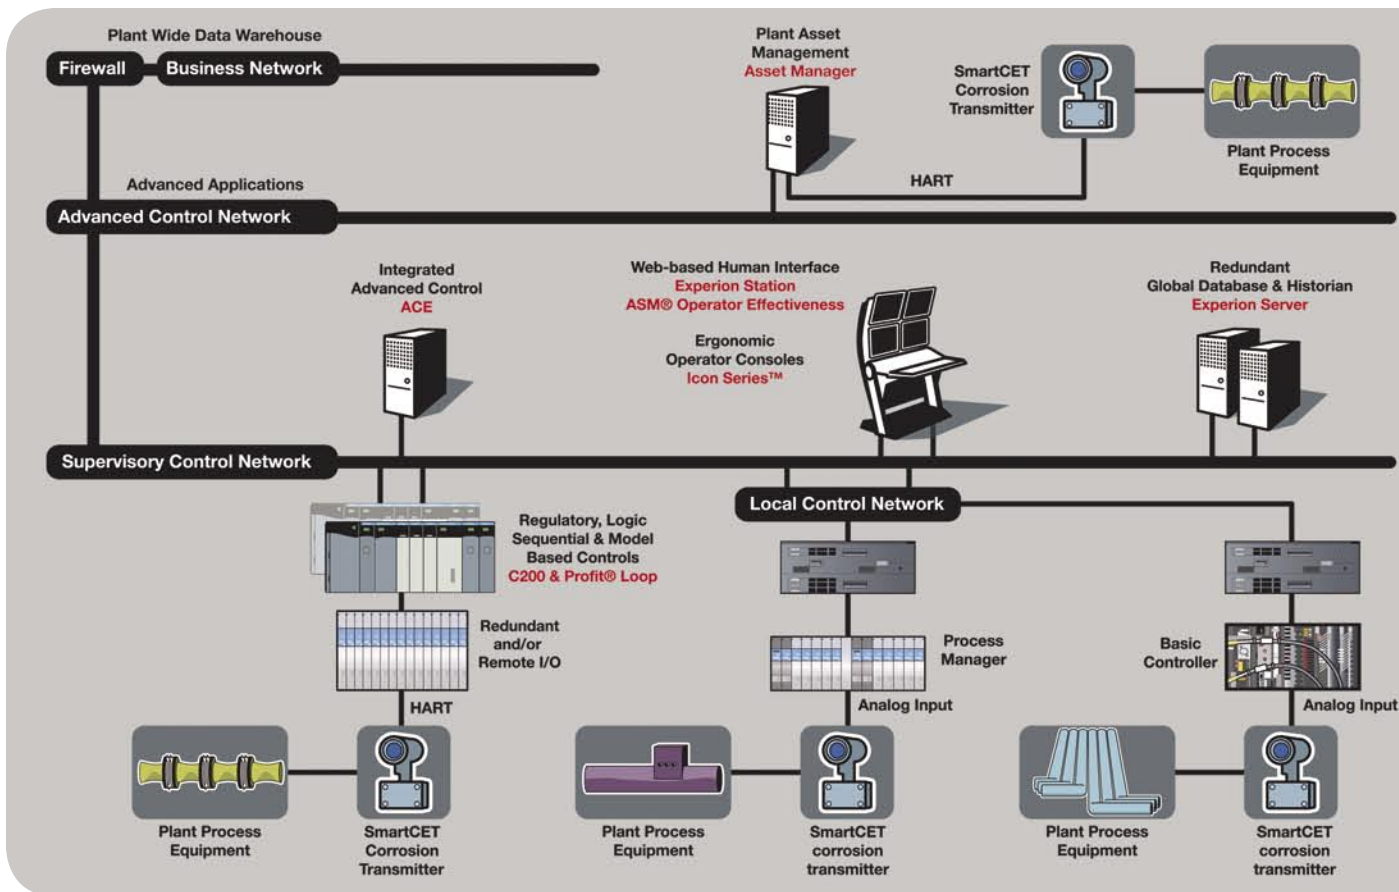 Plant Wide Data Warehouse
Firewall
Business Network
Plant Asset
Management
Asset Manager
SmartCET
Corrosion
Transmitter
Plant Process
Equipment
HART
Advanced Applications
Advanced Control Network
Integrated
Advanced Control
ACE
Web-based Human Interface
Experion Station
ASM® Operator Effectiveness
Ergonomic
Operator Consoles
Icon Series™
Redundant
Global Database & Historian
Experion Server
Supervisory Control Network
Local Control Network
Regulatory, Logic
Sequential & Model
Based Controls
C200 & Profit® Loop
Redundant
and/or
Remote I/O
Process
Manager
Basic
Controller
HART
Analog Input
Analog Input
Plant Process
Equipment
SmartCET
Corrosion
Transmitter
Plant Process
Equipment
SmartCET
corrosion
transmitter
Plant Process
Equipment
SmartCET
corrosion
transmitter